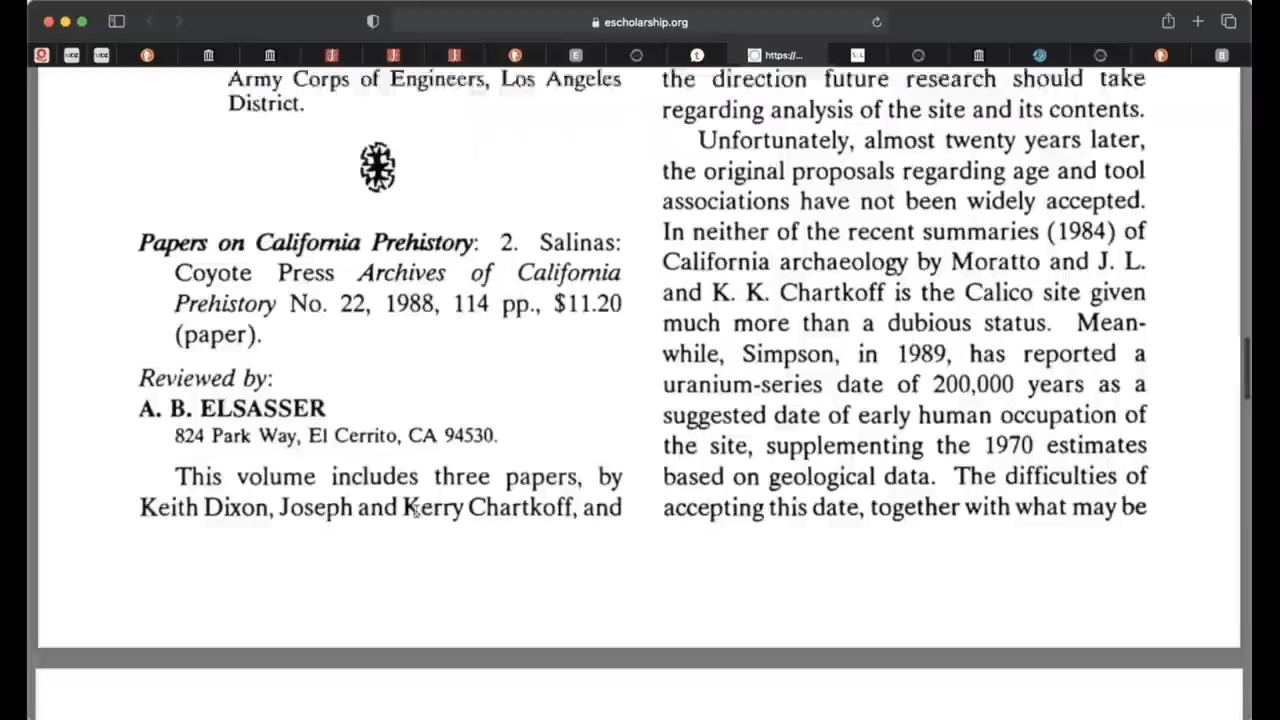 escholarship.org
https://...
Army Corps of Engineers, Los Angeles
District.
Papers on California Prehistory: 2. Salinas:
Coyote Press Archives of California
Prehistory No. 22, 1988, 114 pp., $11.20
(paper).
Reviewed by:
A. B. ELSASSER
824 Park Way, El Cerrito, CA 94530.
This volume includes three papers, by
Keith Dixon, Joseph and Kerry Chartkoff, and
the direction future research should take
regarding analysis of the site and its contents.
Unfortunately, almost twenty years later,
the original proposals regarding age and tool
associations have not been widely accepted.
In neither of the recent summaries (1984) of
California archaeology by Moratto and J. L.
and K. K. Chartkoff is the Calico site given
much more than a dubious status. Mean-
while, Simpson, in 1989, has reported a
uranium-series date of 200,000 years as a
suggested date of early human occupation of
the site, supplementing the 1970 estimates
based on geological data. The difficulties of
accepting this date, together with what may be